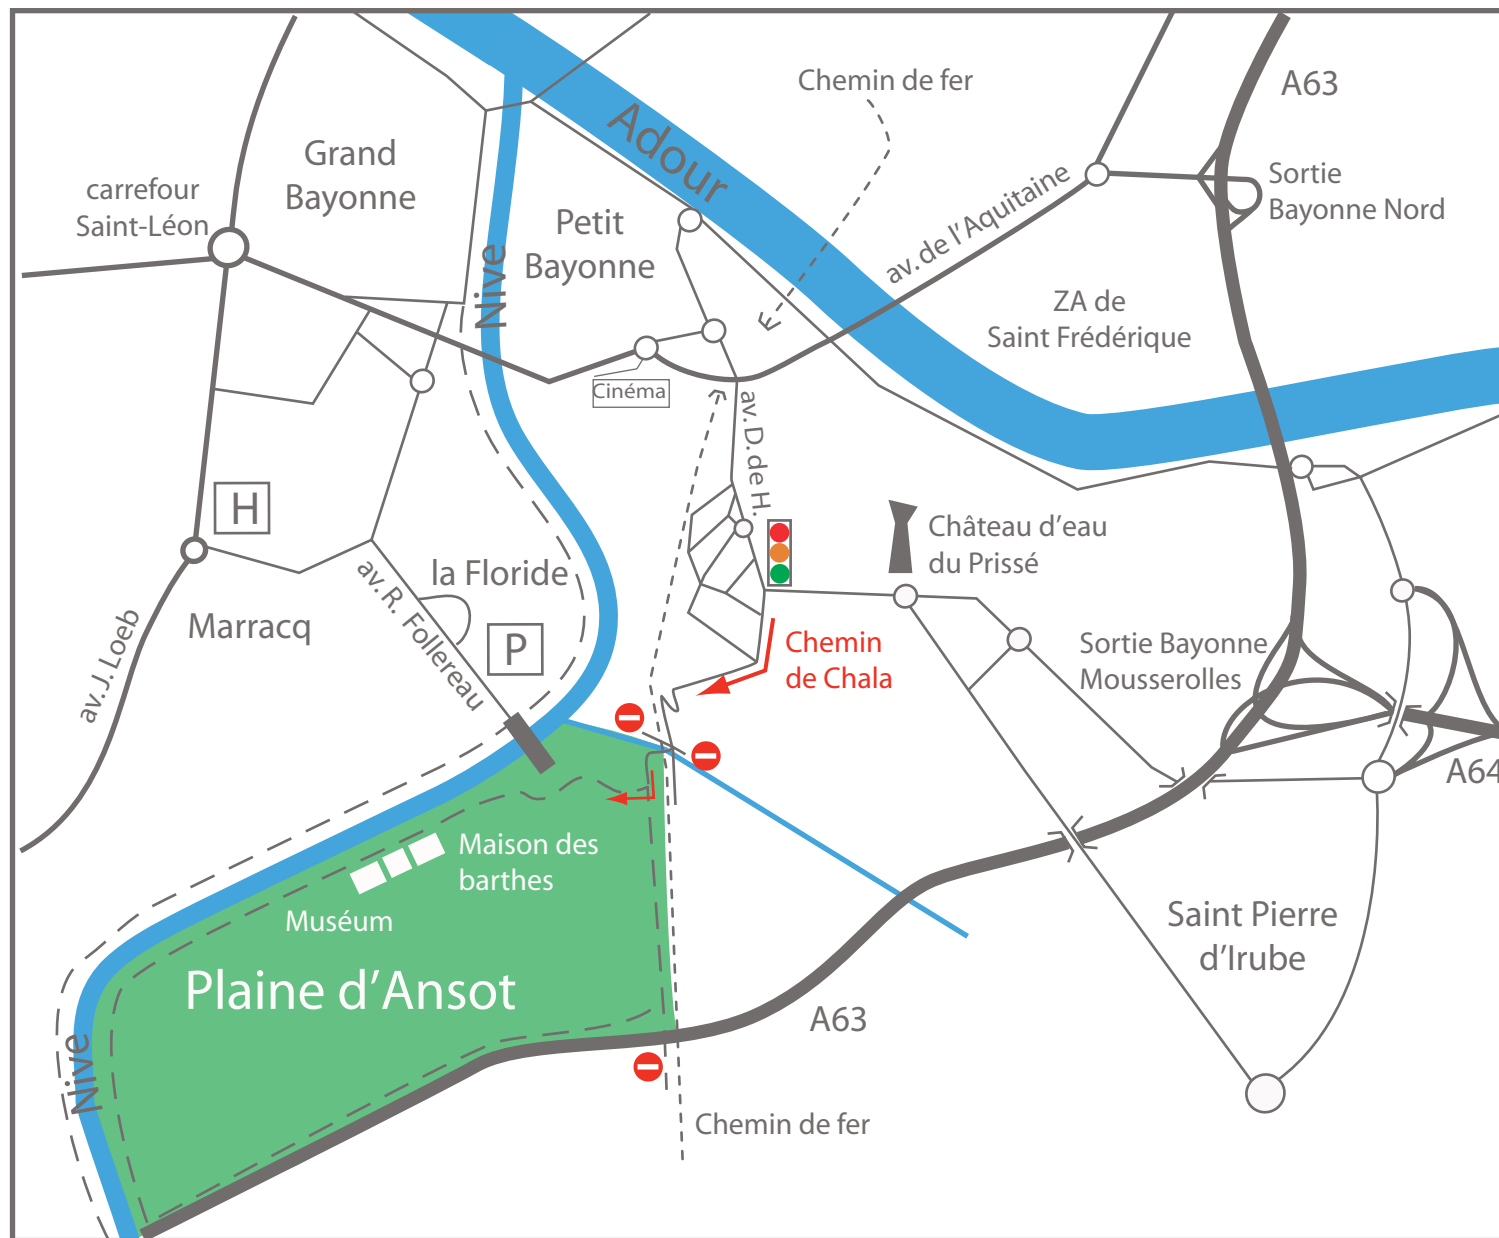 Chemin de fer
A63
Adour
Grand
Bayonne
carrefour
Saint-Léon
Petit
Bayonne
Nive
av. de l'Aquitaine
Sortie
Bayonne Nord
ZA de
Saint Frédérique
Cinéma
av. D. de H.
H
Château d'eau
du Prissé
la Floride
av. R. Follereau
Marracq
P
av. J. Loeb
Chemin
de Chala
Sortie Bayonne
Mousserolles
A64
Maison des
barthes
Muséum
Plaine d'Ansot
Saint Pierre
d'Irube
A63
Nive
Chemin de fer